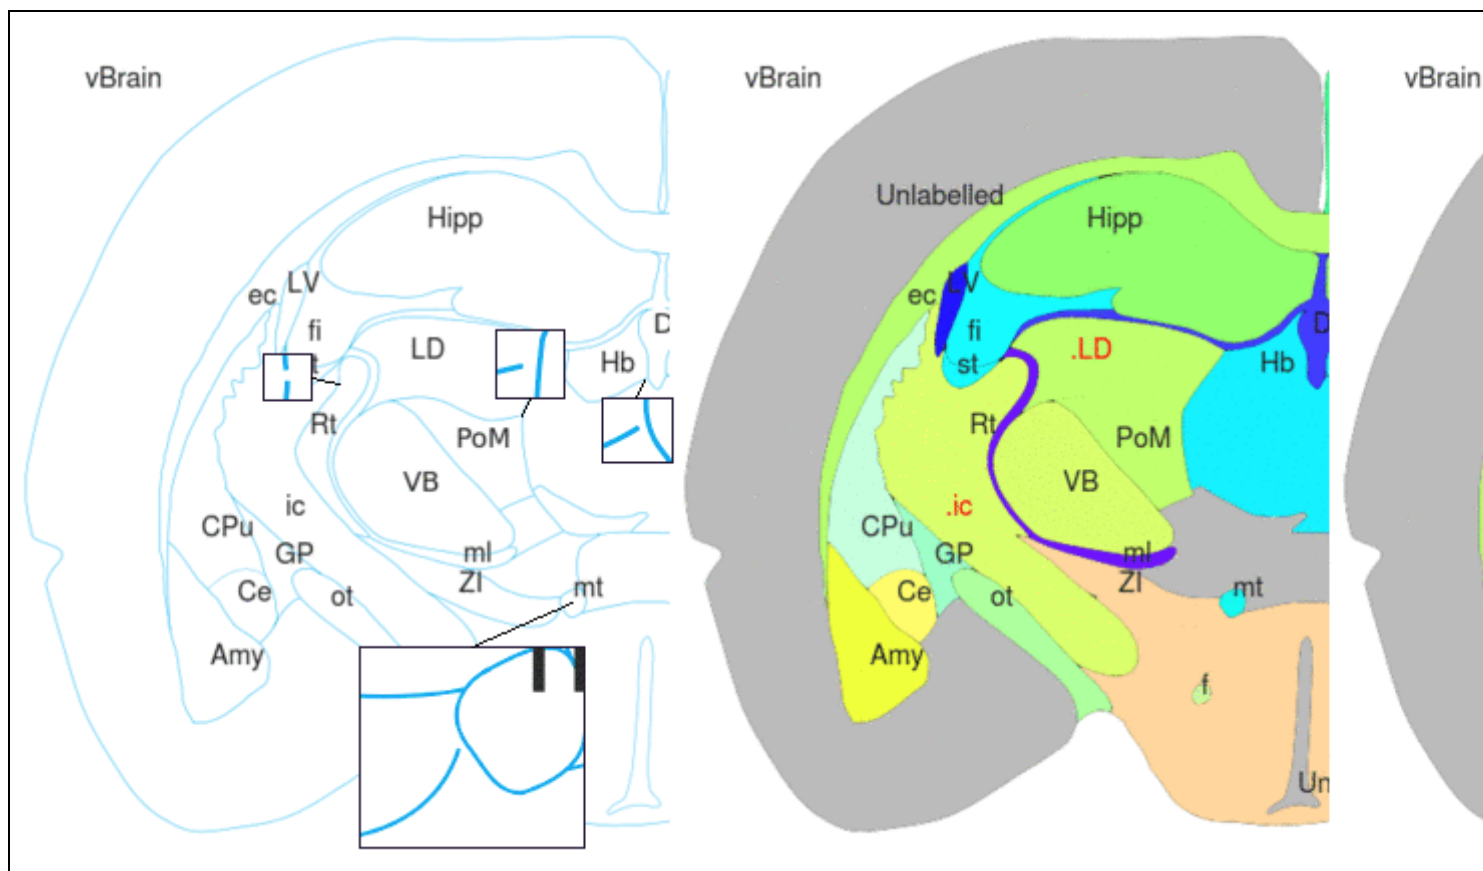 vBrain
Hipp
LV
ec
fi
t
LD
D
Hb
Rt
PoM
VB
ic
CPu
GP
ml
ZI
Ce
ot
mt
Amy
vBrain
Unlabelled
Hipp
LV
ec
fi
st
.LD
D
Hb
Rt
PoM
VB
.ic
CPu
GP
ml
ZI
Ce
ot
mt
Amy
f
Un
vBrain